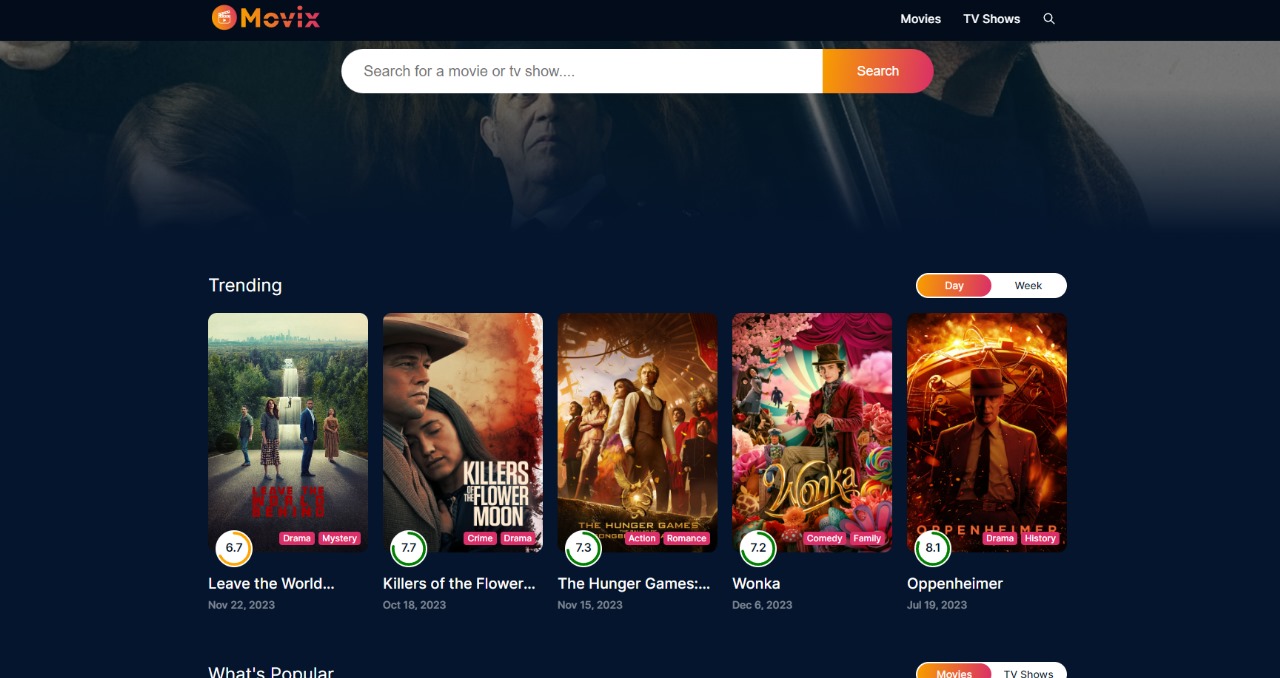 Movix
Movies TV Shows
Search for a movie or tv show.... Search
Trending
Day Week
LEAVE THE
WORLD
BEHIND
KILLERS
OF THE FLOWER
MOON
THE HUNGER GAMES
Wonka
OPPENHEIMER
6.7 Drama Mystery
7.7 Crime Drama
7.3 Action Romance
7.2 Comedy Family
8.1 Drama History
Leave the World...
Nov 22, 2023
Killers of the Flower...
Oct 18, 2023
The Hunger Games:...
Nov 15, 2023
Wonka
Dec 6, 2023
Oppenheimer
Jul 19, 2023
What's Popular
Movies TV Shows